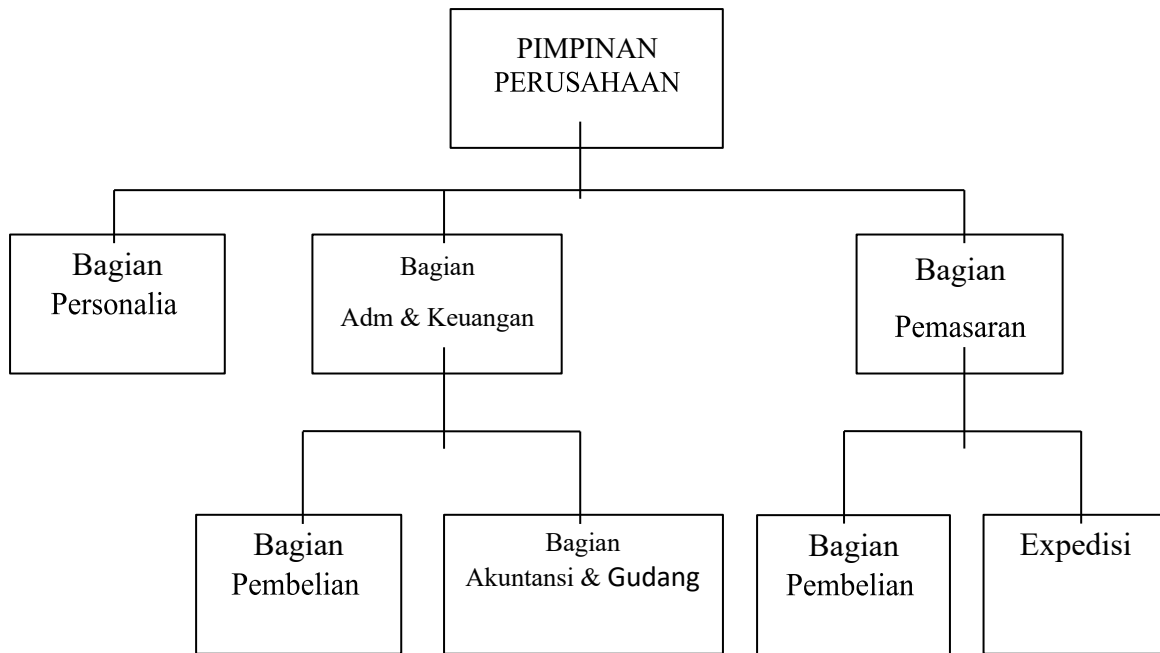 PIMPINAN
PERUSAHAAN
Bagian
Personalia
Bagian
Adm & Keuangan
Bagian
Pemasaran
Bagian
Pembelian
Bagian
Akuntansi & Gudang
Bagian
Pembelian
Expedisi